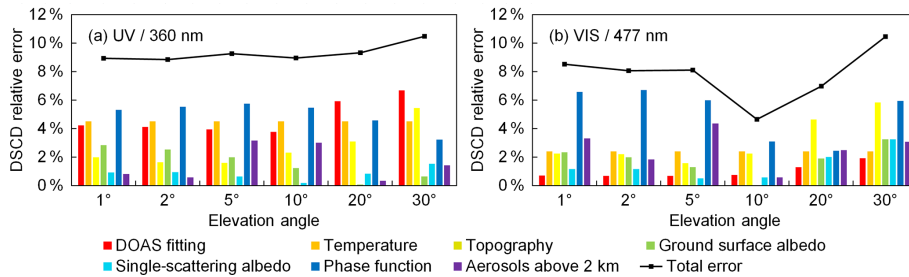 12 %
10 %
8 %
6 %
4 %
2 %
0 %
DSCD relative error
(a) UV / 360 nm
1° 2° 5° 10° 20° 30°
Elevation angle
12 %
10 %
8 %
6 %
4 %
2 %
0 %
DSCD relative error
(b) VIS / 477 nm
1° 2° 5° 10° 20° 30°
Elevation angle
DOAS fitting Temperature Topography Ground surface albedo
Single-scattering albedo Phase function Aerosols above 2 km Total error